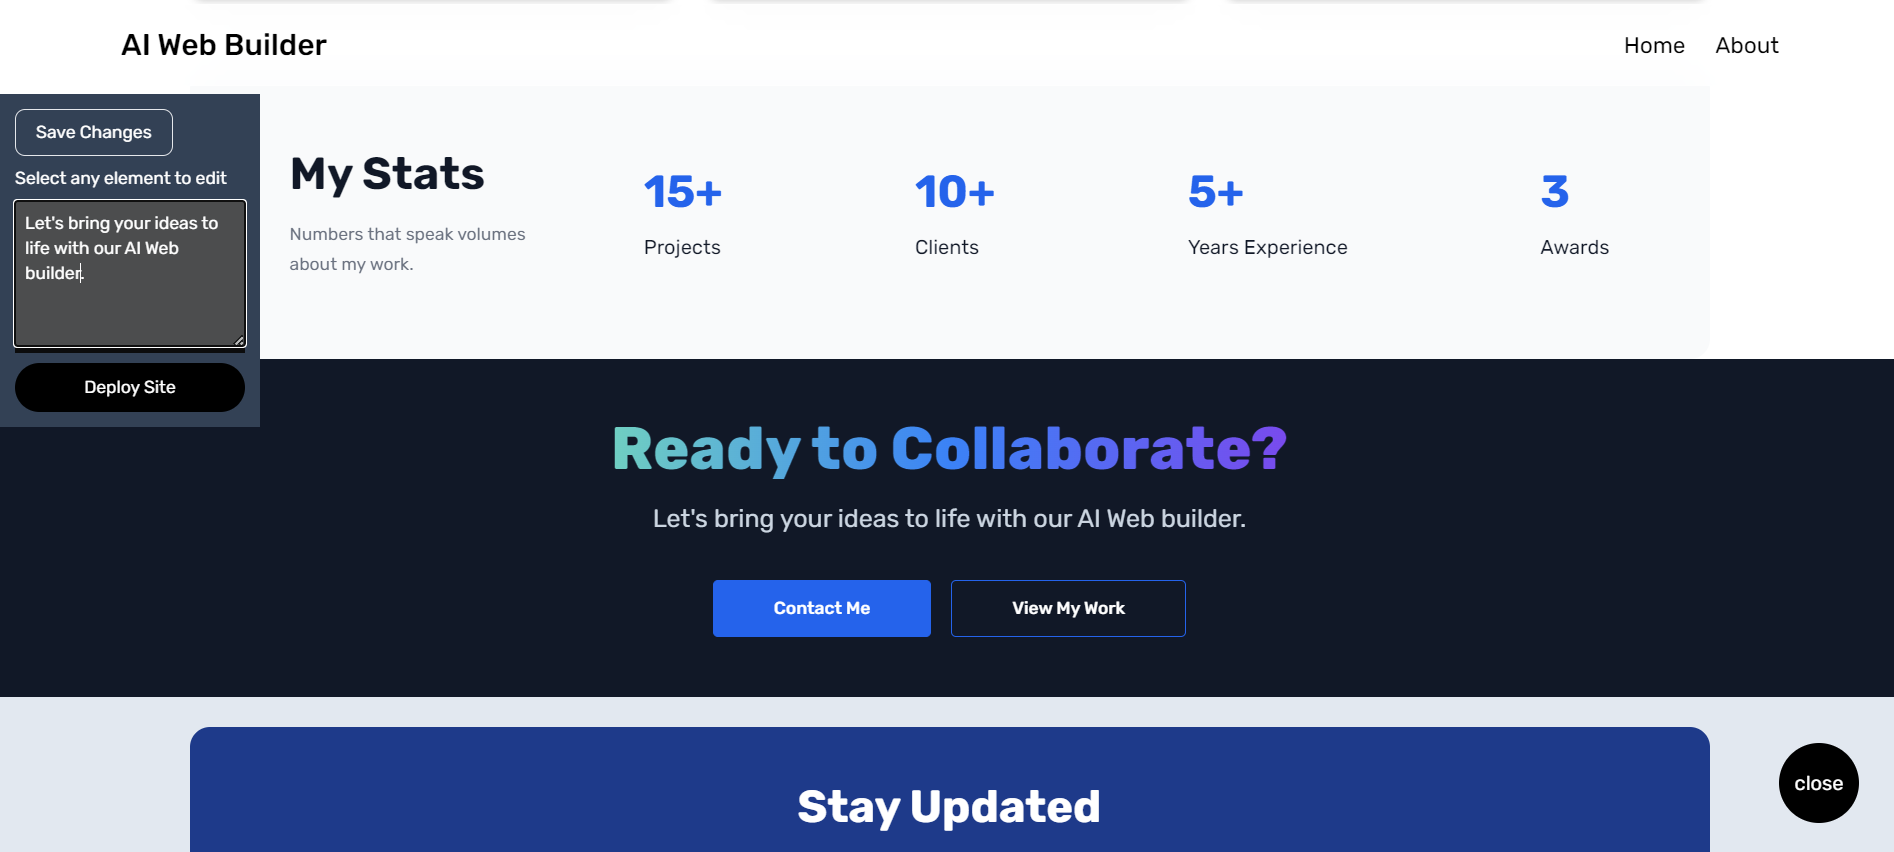 AI Web Builder
Home
About
Save Changes
Select any element to edit
Let's bring your ideas to
life with our AI Web
builder.
Deploy Site
My Stats
Numbers that speak volumes
about my work.
15+
Projects
10+
Clients
5+
Years Experience
3
Awards
Ready to Collaborate?
Let's bring your ideas to life with our AI Web builder.
Contact Me
View My Work
Stay Updated
close